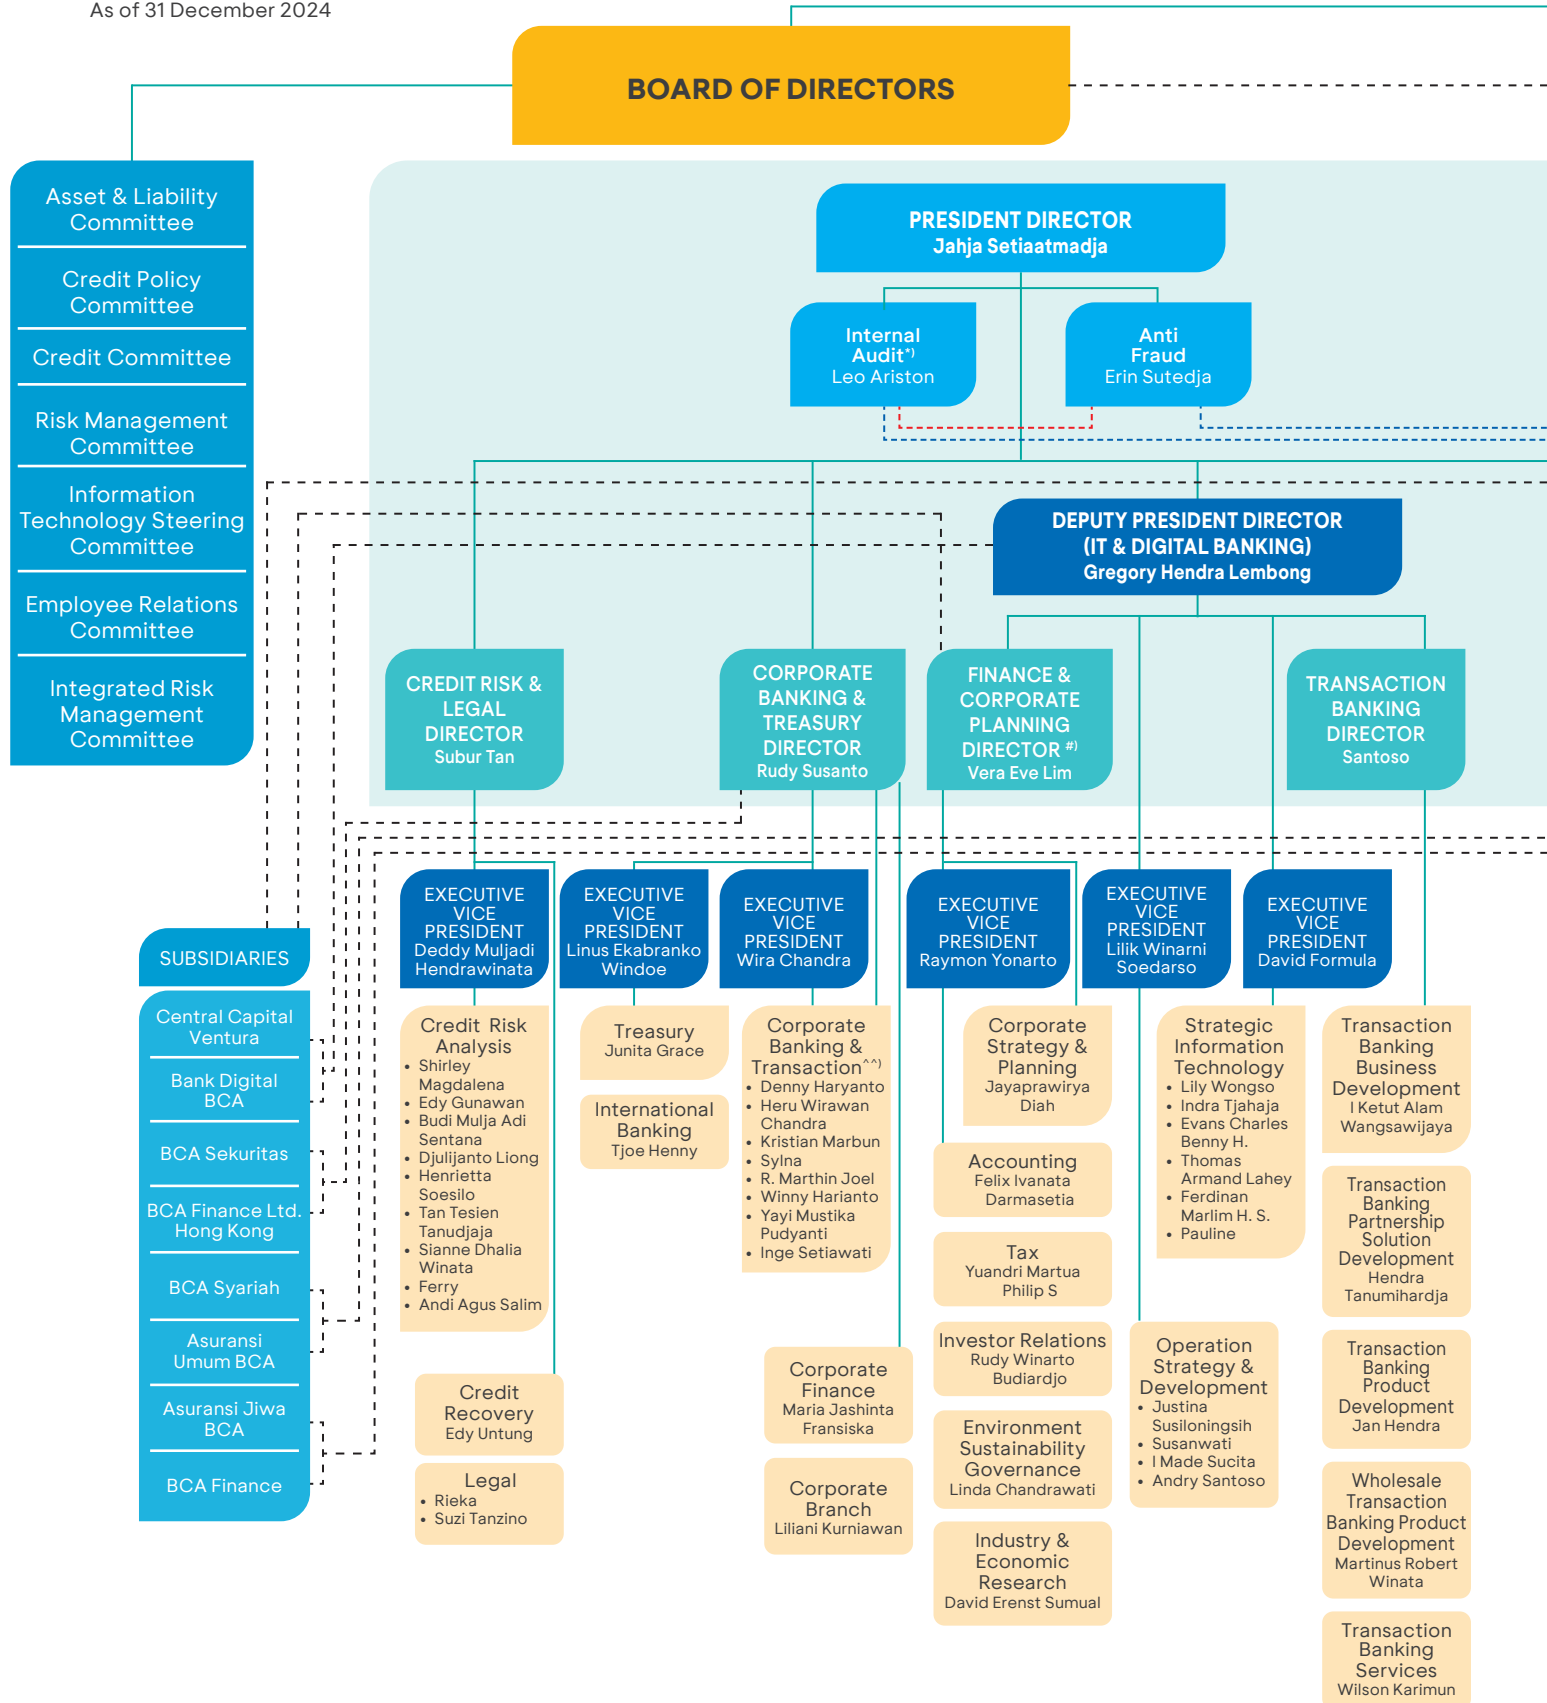 As of 31 December 2024
BOARD OF DIRECTORS
Asset & Liability
Committee
Credit Policy
Committee
Credit Committee
Risk Management
Committee
Information
Technology Steering
Committee
Employee Relations
Committee
Integrated Risk
Management
Committee
PRESIDENT DIRECTOR
Jahja Setiaatmadja
Internal
Audit*)
Leo Ariston
Anti
Fraud
Erin Sutedja
DEPUTY PRESIDENT DIRECTOR
(IT & DIGITAL BANKING)
Gregory Hendra Lembong
CREDIT RISK &
LEGAL
DIRECTOR
Subur Tan
CORPORATE
BANKING &
TREASURY
DIRECTOR
Rudy Susanto
FINANCE &
CORPORATE
PLANNING
DIRECTOR #)
Vera Eve Lim
TRANSACTION
BANKING
DIRECTOR
Santoso
SUBSIDIARIES
Central Capital
Ventura
Bank Digital
BCA
BCA Sekuritas
BCA Finance Ltd.
Hong Kong
BCA Syariah
Asuransi
Umum BCA
Asuransi Jiwa
BCA
BCA Finance
EXECUTIVE
VICE
PRESIDENT
Deddy Muljadi
Hendrawinata
EXECUTIVE
VICE
PRESIDENT
Linus Ekabranko
Windoe
EXECUTIVE
VICE
PRESIDENT
Wira Chandra
EXECUTIVE
VICE
PRESIDENT
Raymon Yonarto
EXECUTIVE
VICE
PRESIDENT
Lilik Winarni
Soedarso
EXECUTIVE
VICE
PRESIDENT
David Formula
Credit Risk
Analysis
• Shirley
Magdalena
• Edy Gunawan
• Budi Mulja Adi
Sentana
• Djulijanto Liong
• Henrietta
Soesilo
• Tan Tesien
Tanudjaja
• Sianne Dhalia
Winata
• Ferry
• Andi Agus Salim
Credit
Recovery
Edy Untung
Legal
• Rieka
• Suzi Tanzino
Treasury
Junita Grace
International
Banking
Tjoe Henny
Corporate
Banking &
Transaction^^)
• Denny Haryanto
• Heru Wirawan
Chandra
• Kristian Marbun
• Sylna
• R. Marthin Joel
• Winny Harianto
• Yayi Mustika
Pudyanti
• Inge Setiawati
Corporate
Finance
Maria Jashinta
Fransiska
Corporate
Branch
Liliani Kurniawan
Corporate
Strategy &
Planning
Jayaprawirya
Diah
Accounting
Felix Ivanata
Darmasetia
Tax
Yuandri Martua
Philip S
Investor Relations
Rudy Winarto
Budiardjo
Environment
Sustainability
Governance
Linda Chandrawati
Industry &
Economic
Research
David Erenst Sumual
Operation
Strategy &
Development
• Justina
Susiloningsih
• Susanwati
• I Made Sucita
• Andry Santoso
Strategic
Information
Technology
• Lily Wongso
• Indra Tjahaja
• Evans Charles
Benny H.
• Thomas
Armand Lahey
• Ferdinan
Marlim H. S.
• Pauline
Transaction
Banking
Business
Development
I Ketut Alam
Wangsawijaya
Transaction
Banking
Partnership
Solution
Development
Hendra
Tanumihardja
Transaction
Banking
Product
Development
Jan Hendra
Wholesale
Transaction
Banking Product
Development
Martinus Robert
Winata
Transaction
Banking
Services
Wilson Karimun